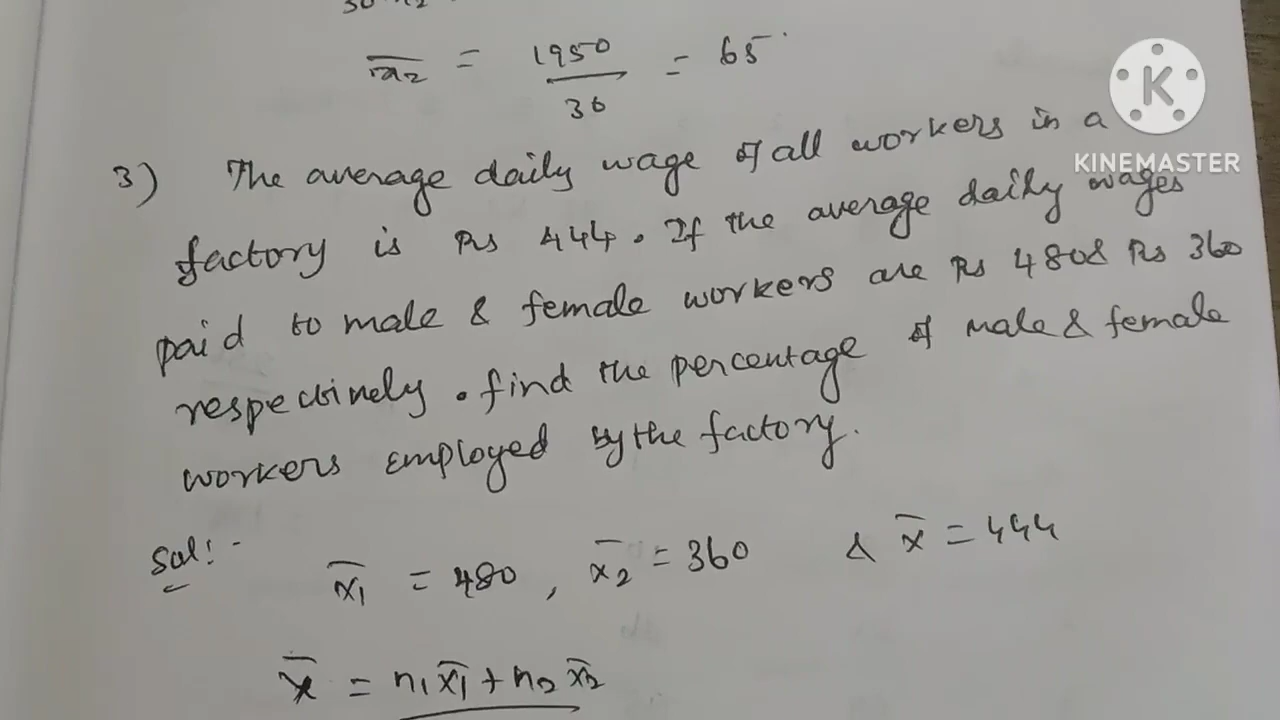 x̄2 = 1950/30 = 65
K
KINEMASTER
3) The average daily wage of all workers in a
factory is Rs 444. If the average daily wages
paid to male & female workers are Rs 480& Rs 360
respectively. find the percentage of male & female
workers employed by the factory.
Sol:-
x̄1 = 480, x̄2 = 360 & x̄ = 444
x̄ = n1x̄1 + n2x̄2